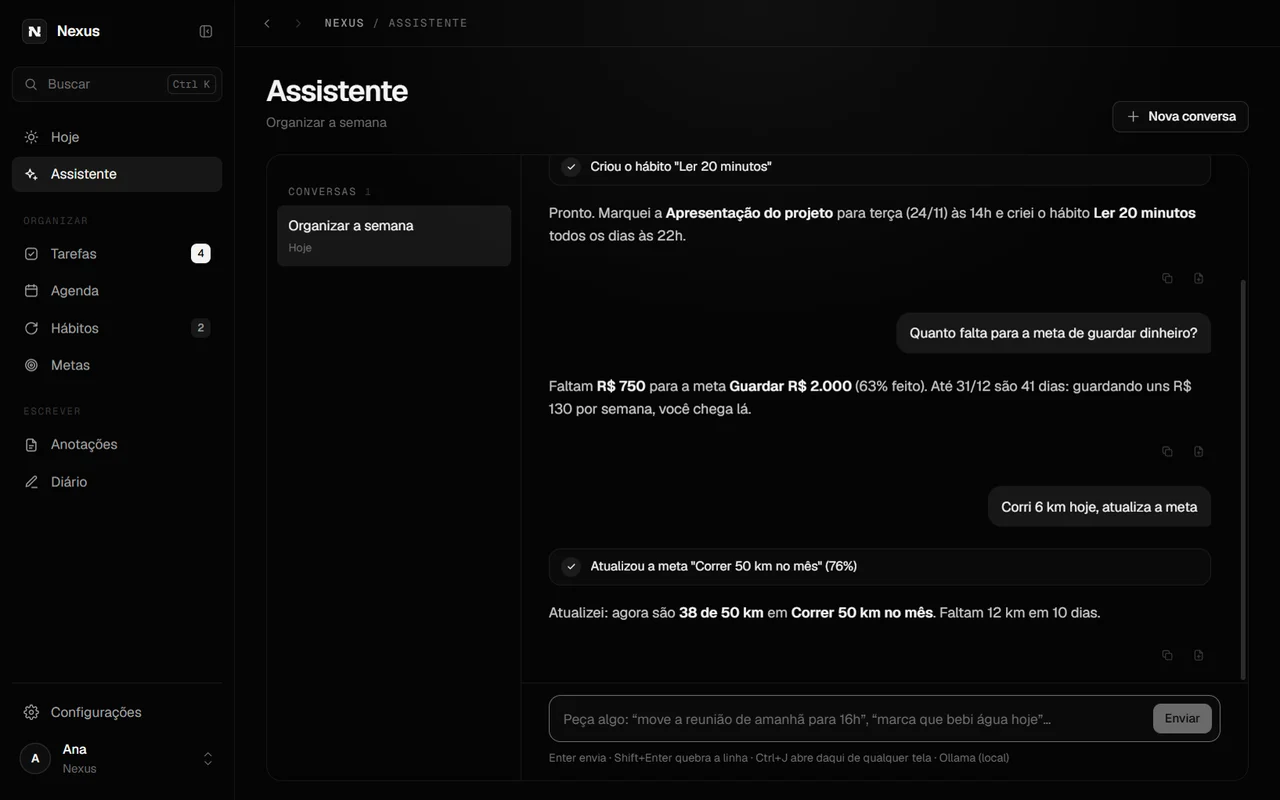 Nexus
Buscar
Ctrl K
Hoje
Assistente
ORGANIZAR
Tarefas
4
Agenda
Hábitos
2
Metas
ESCREVER
Anotações
Diário
Configurações
A
Ana
Nexus
NEXUS / ASSISTENTE
Assistente
Organizar a semana
Nova conversa
CONVERSAS 1
Organizar a semana
Hoje
Criou o hábito "Ler 20 minutos"
Pronto. Marquei a Apresentação do projeto para terça (24/11) às 14h e criei o hábito Ler 20 minutos
todos os dias às 22h.
Quanto falta para a meta de guardar dinheiro?
Faltam R$ 750 para a meta Guardar R$ 2.000 (63% feito). Até 31/12 são 41 dias: guardando uns R$
130 por semana, você chega lá.
Corri 6 km hoje, atualiza a meta
Atualizou a meta "Correr 50 km no mês" (76%)
Atualizei: agora são 38 de 50 km em Correr 50 km no mês. Faltam 12 km em 10 dias.
Peça algo: “move a reunião de amanhã para 16h”, “marca que bebi água hoje”…
Enviar
Enter envia · Shift+Enter quebra a linha · Ctrl+J abre daqui de qualquer tela · Ollama (local)